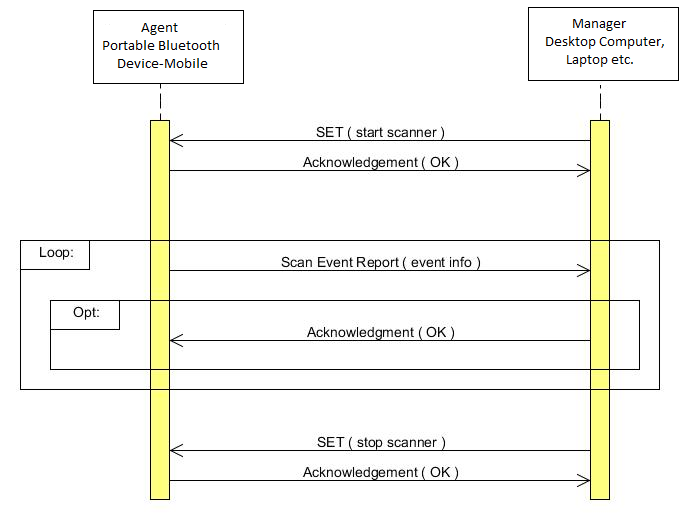 Agent
Portable Bluetooth
Device-Mobile
Manager
Desktop Computer,
Laptop etc.
SET ( start scanner )
Acknowledgement ( OK )
Loop:
Scan Event Report ( event info )
Opt:
Acknowledgment ( OK )
SET ( stop scanner )
Acknowledgement ( OK )